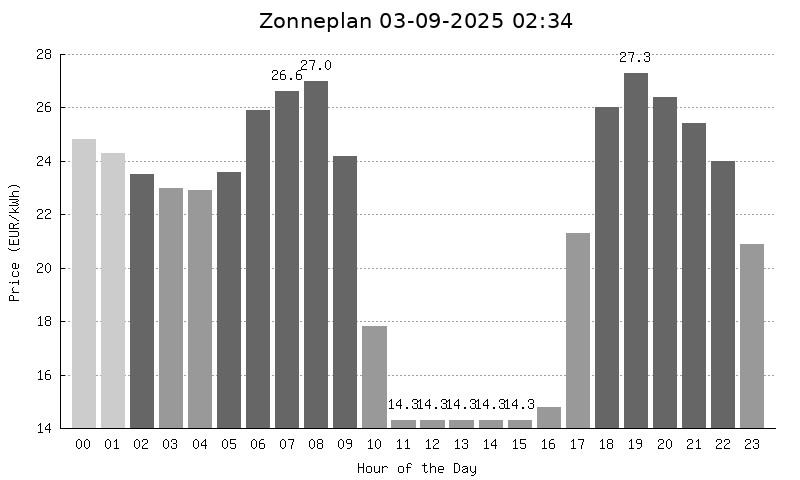 Zonneplan 03-09-2025 02:34
28
26
24
22
20
18
16
14
Price (EUR/kWh)
26.6 27.0 27.3
14.3 14.3 14.3 14.3 14.3
00 01 02 03 04 05 06 07 08 09 10 11 12 13 14 15 16 17 18 19 20 21 22 23
Hour of the Day